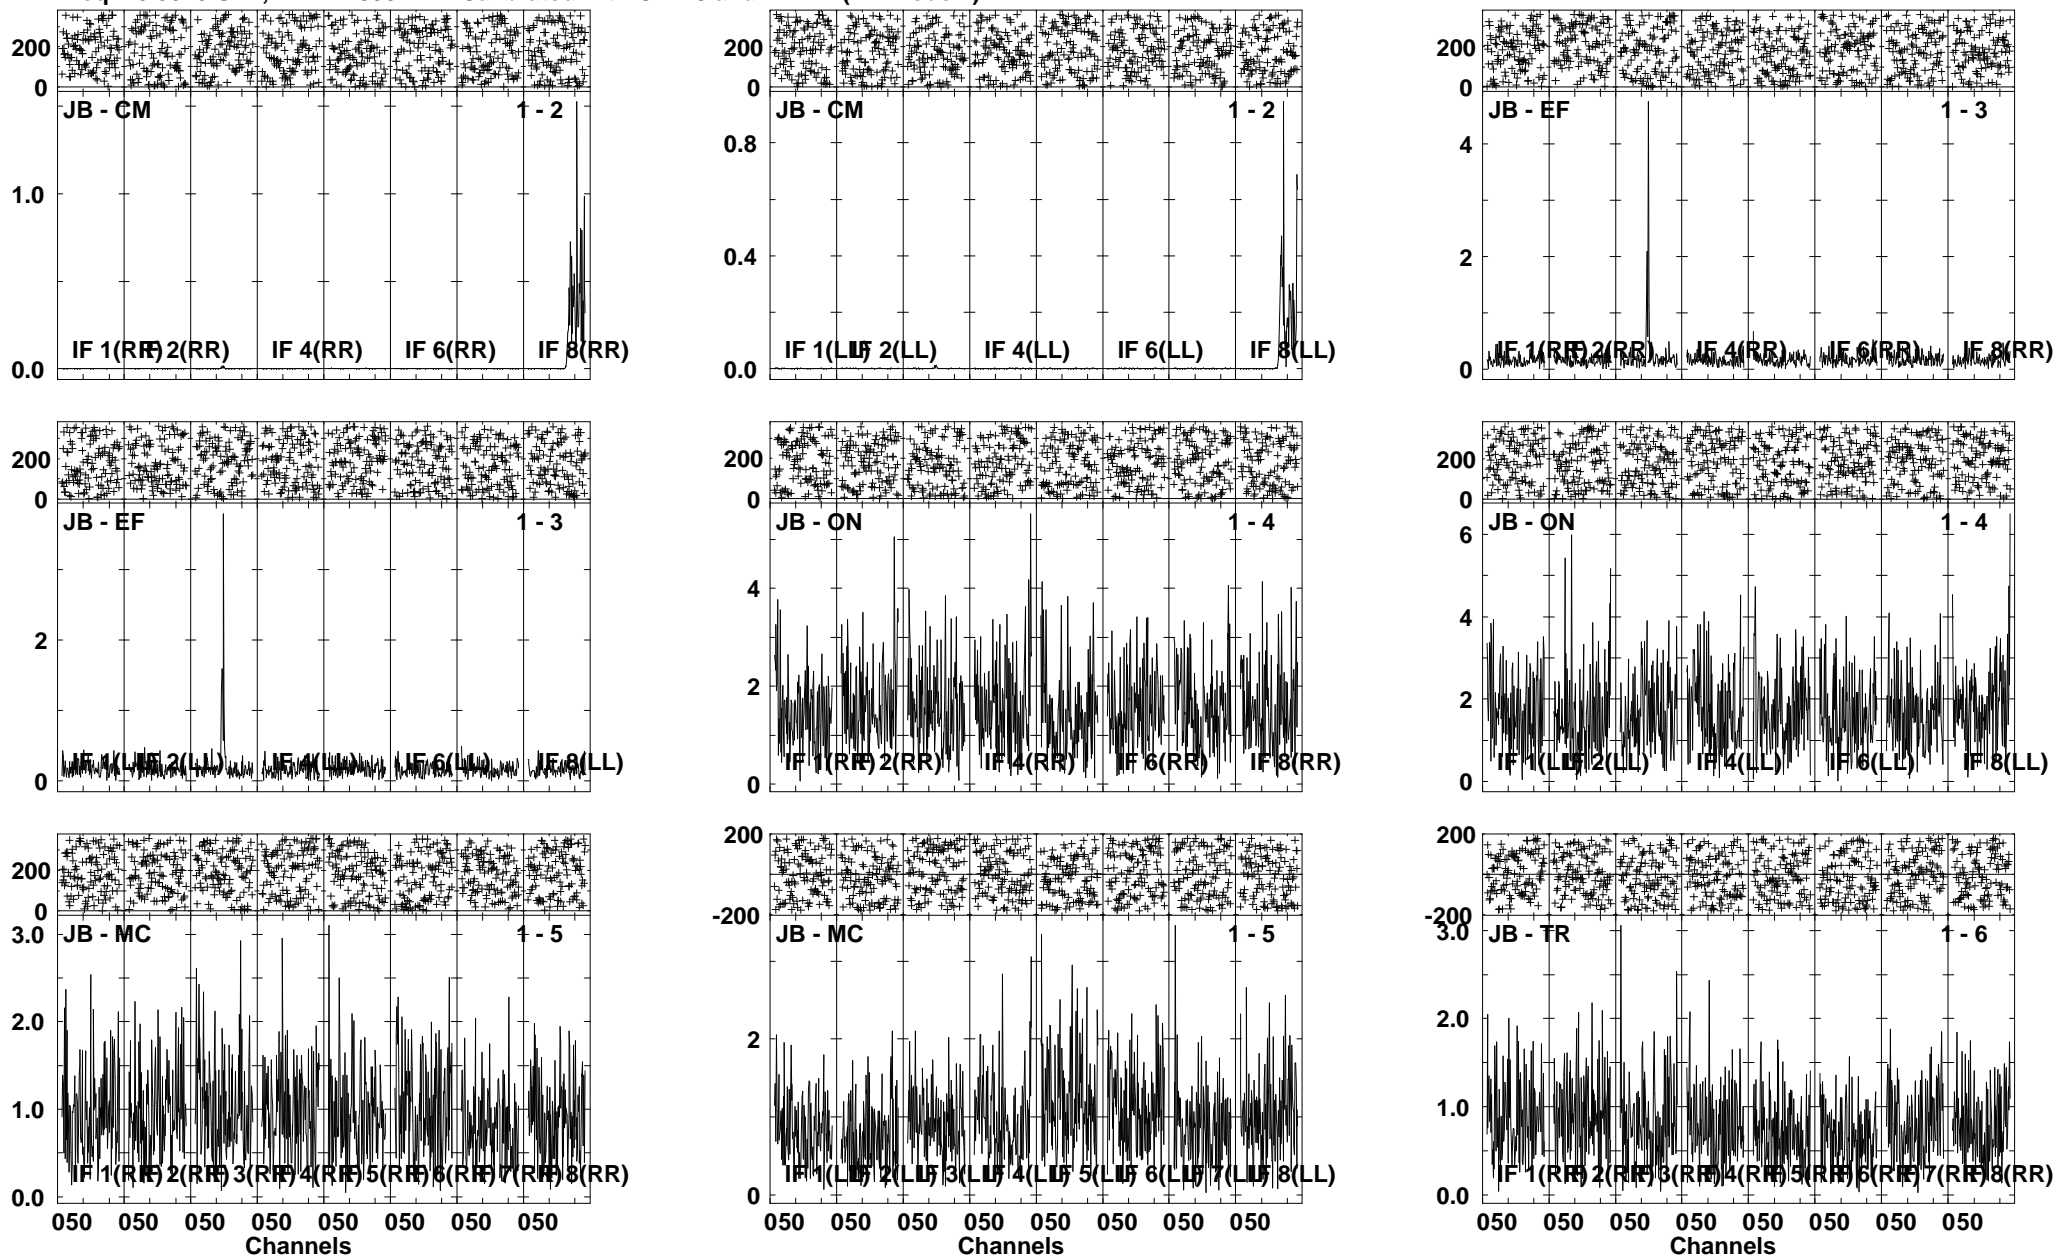 200
0
JB - CM 1 - 2
1.0
0.0
IF 1(RR) IF 2(RR) IF 4(RR) IF 6(RR) IF 8(RR)
JB - CM 1 - 2
0.8
0.4
0.0
IF 1(LL) IF 2(LL) IF 4(LL) IF 6(LL) IF 8(LL)
200
0
JB - EF 1 - 3
4
2
0
IF 1(RR) IF 2(RR) IF 4(RR) IF 6(RR) IF 8(RR)
200
0
JB - EF 1 - 3
2
0
IF 1(LL) IF 2(LL) IF 4(LL) IF 6(LL) IF 8(LL)
200
0
JB - ON 1 - 4
4
2
0
IF 1(RR) IF 2(RR) IF 4(RR) IF 6(RR) IF 8(RR)
200
0
JB - ON 1 - 4
6
4
2
0
IF 1(LL) IF 2(LL) IF 4(LL) IF 6(LL) IF 8(LL)
200
0
JB - MC 1 - 5
3.0
2.0
1.0
0.0
IF 1(RR) IF 2(RR) IF 3(RR) IF 4(RR) IF 5(RR) IF 6(RR) IF 7(RR) IF 8(RR)
050 050 050 050 050 050 050 050
Channels
200
-200
JB - MC 1 - 5
2
0
IF 1(LL) IF 2(LL) IF 3(LL) IF 4(LL) IF 5(LL) IF 6(LL) IF 7(LL) IF 8(LL)
050 050 050 050 050 050 050 050
Channels
200
-200
JB - TR 1 - 6
3.0
2.0
1.0
0.0
IF 1(RR) IF 2(RR) IF 3(RR) IF 4(RR) IF 5(RR) IF 6(RR) IF 7(RR) IF 8(RR)
050 050 050 050 050 050 050 050
Channels